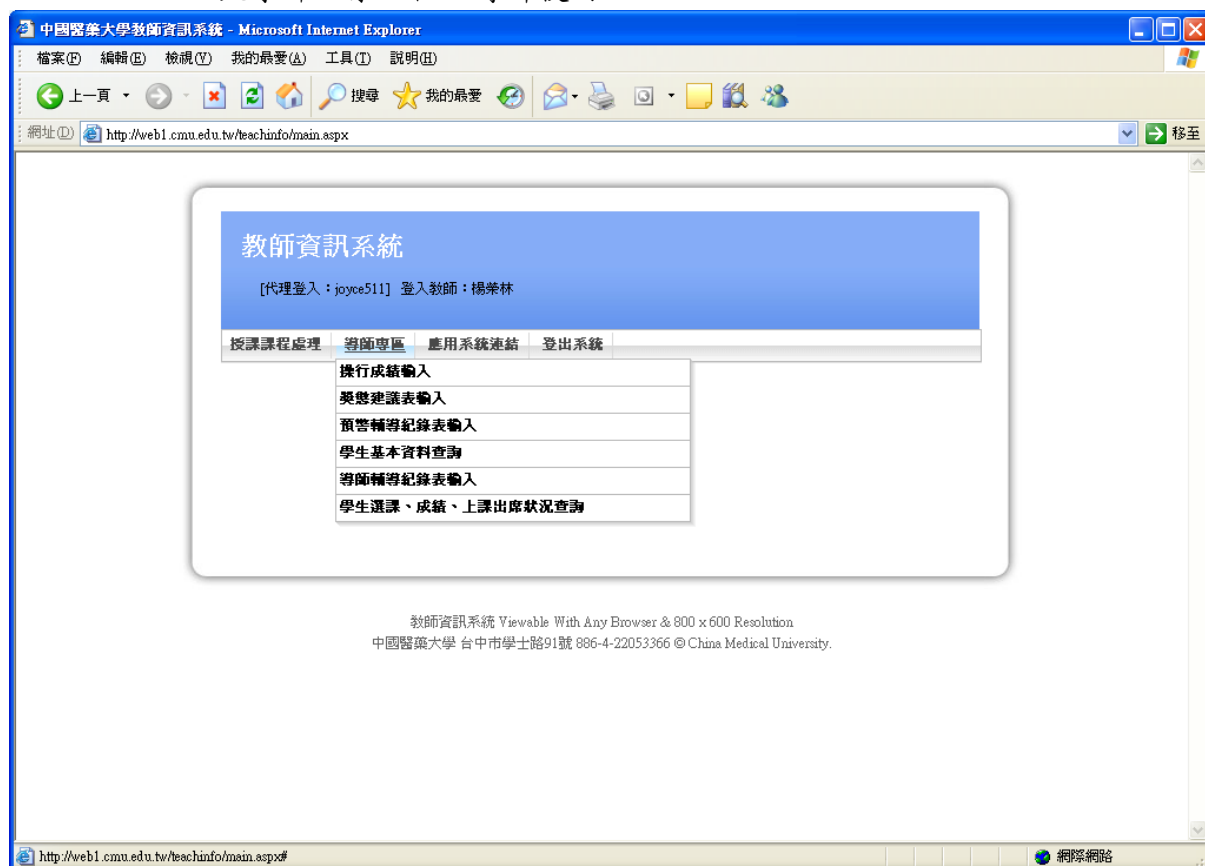 中國醫藥大學教師資訊系統 - Microsoft Internet Explorer
檔案(F) 編輯(E) 檢視(V) 我的最愛(A) 工具(T) 說明(H)
上一頁 搜尋 我的最愛
網址(D) http://web1.cmu.edu.tw/teachinfo/main.aspx 移至
教師資訊系統
[代理登入：joyce511] 登入教師：楊榮林
授課課程處理 導師專區 應用系統連結 登出系統
操行成績輸入
獎懲建議表輸入
預警輔導紀錄表輸入
學生基本資料查詢
導師輔導紀錄表輸入
學生選課、成績、上課出席狀況查詢
教師資訊系統 Viewable With Any Browser & 800 x 600 Resolution
中國醫藥大學 台中市學士路91號 886-4-22053366 © China Medical University.
http://web1.cmu.edu.tw/teachinfo/main.aspx# 網際網路